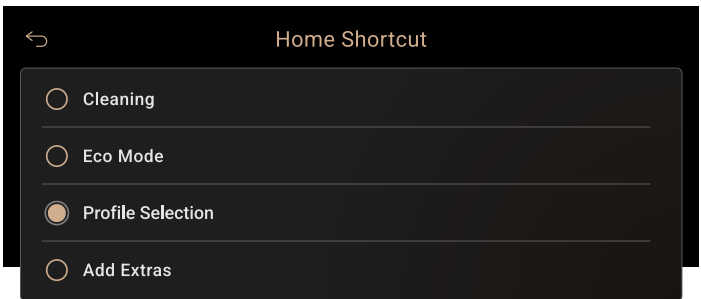 Home Shortcut
Cleaning
Eco Mode
Profile Selection
Add Extras